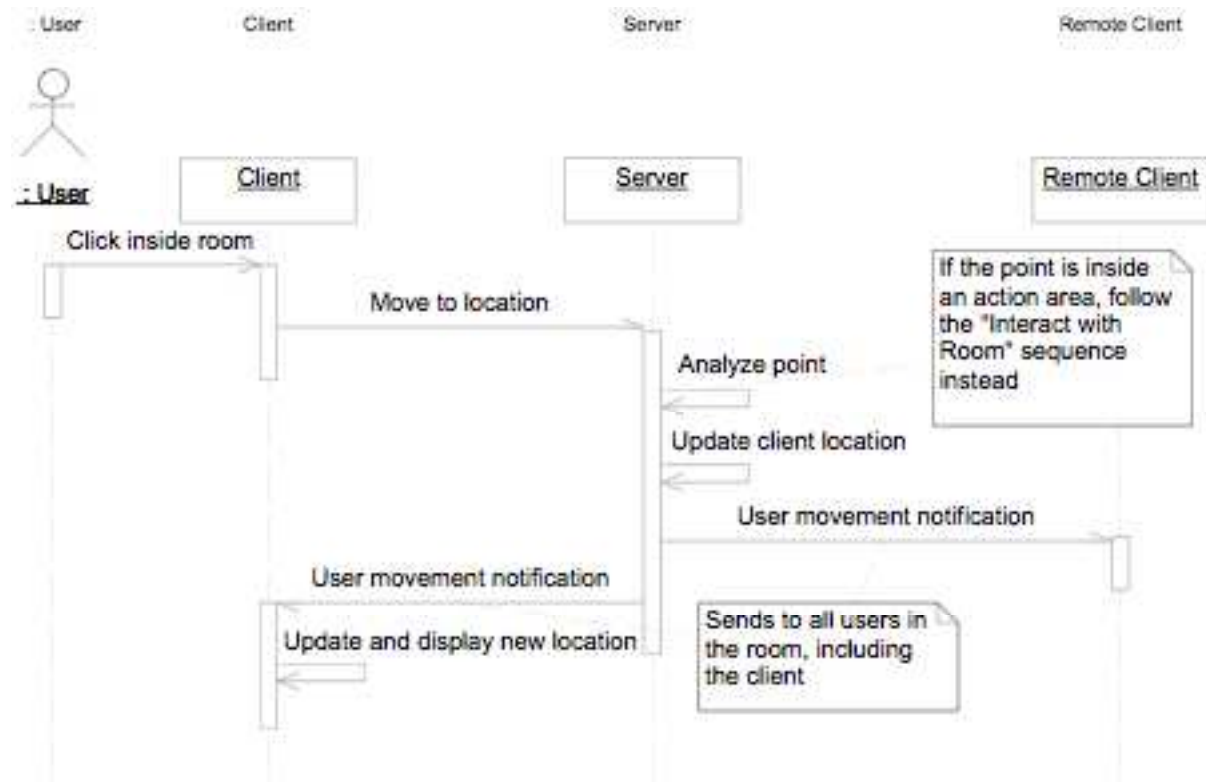 : User
Client
Server
Remote Client
: User
Client
Server
Remote Client
Click inside room
If the point is inside
an action area, follow
the "Interact with
Room" sequence
instead
Move to location
Analyze point
Update client location
User movement notification
User movement notification
Sends to all users in
the room, including
the client
Update and display new location